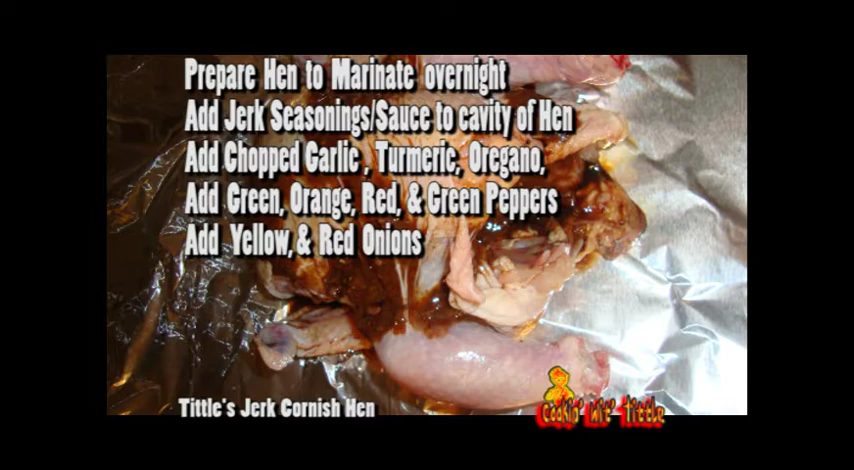 Prepare Hen to Marinate overnight
Add Jerk Seasonings/Sauce to cavity of Hen
Add Chopped Garlic , Turmeric, Oregano,
Add Green, Orange, Red, & Green Peppers
Add Yellow, & Red Onions
Tittle's Jerk Cornish Hen
Cookin' Wit' Tittle